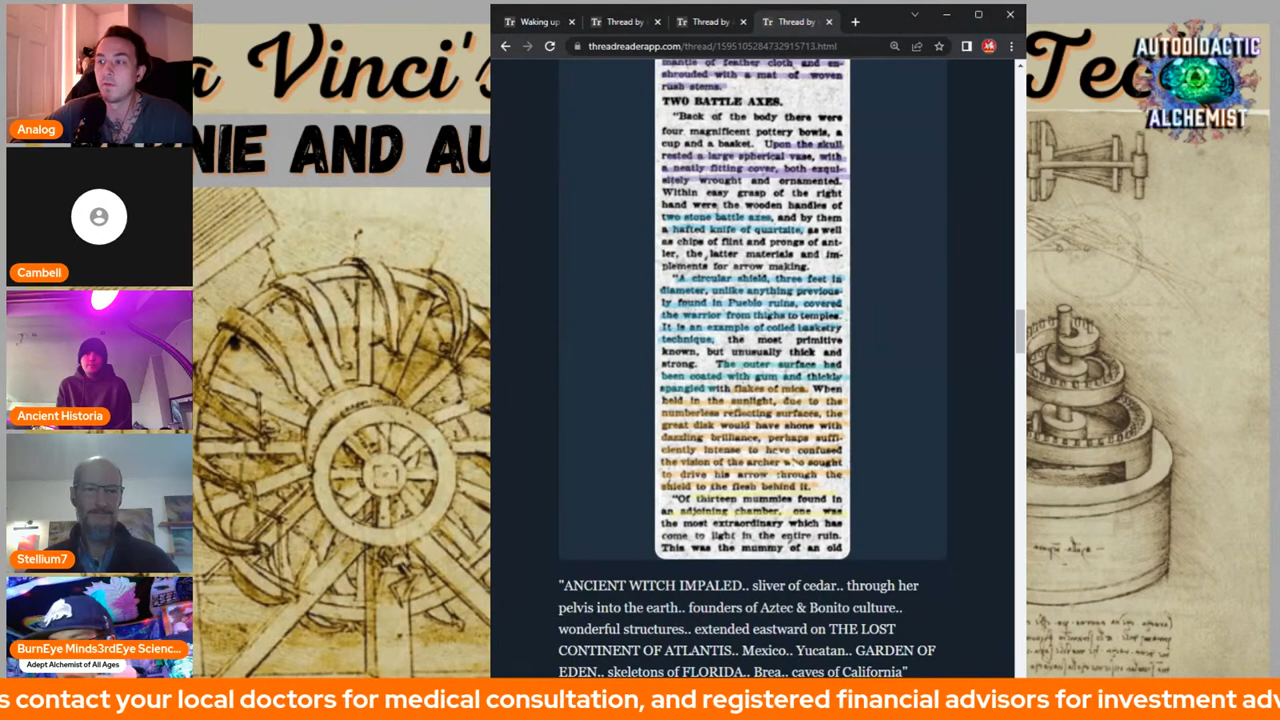 a Vinci's
Tec
NIE AND AU
AUTODIDACTIC
ALCHEMIST
Analog
Cambell
Ancient Historia
Stellium7
BurnEye Minds3rdEye Scienc...
Adept Alchemist of All Ages
Waking up
Thread by
Thread by
Thread by
threadreaderapp.com/thread/1595105284732915713.html
mantle of feather cloth and en-
shrouded with a mat of woven
rush stems.
TWO BATTLE AXES.
"Back of the body there were
four magnificent pottery bowls, a
cup and a basket. Upon the skull
rested a large spherical vase, with
a neatly fitting cover, both exqui-
sitely wrought and ornamented.
Within easy grasp of the right
hand were the wooden handles of
two stone battle axes, and by them
a hafted knife of quartzite, as well
as chips of flint and prongs of ant-
ler, the latter materials and im-
plements for arrow making.
"A circular shield, three feet in
diameter, unlike anything previous-
ly found in Pueblo ruins, covered
the warrior from thighs to temples.
It is an example of coiled basketry
technique, the most primitive
known, but unusually thick and
strong. The outer surface had
been coated with gum and thickly
spangled with flakes of mica. When
held in the sunlight, due to the
numberless reflecting surfaces, the
great disk would have shone with
dazzling brilliance, perhaps suffi-
ciently intense to have confused
the vision of the archer who sought
to drive his arrow through the
shield to the flesh behind it.
"Of thirteen mummies found in
an adjoining chamber, one was
the most extraordinary which has
come to light in the entire ruin.
This was the mummy of an old
"ANCIENT WITCH IMPALED.. sliver of cedar.. through her
pelvis into the earth.. founders of Aztec & Bonito culture..
wonderful structures.. extended eastward on THE LOST
CONTINENT OF ATLANTIS.. Mexico.. Yucatan.. GARDEN OF
EDEN.. skeletons of FLORIDA.. Brea.. caves of California"
s contact your local doctors for medical consultation, and registered financial advisors for investment adv